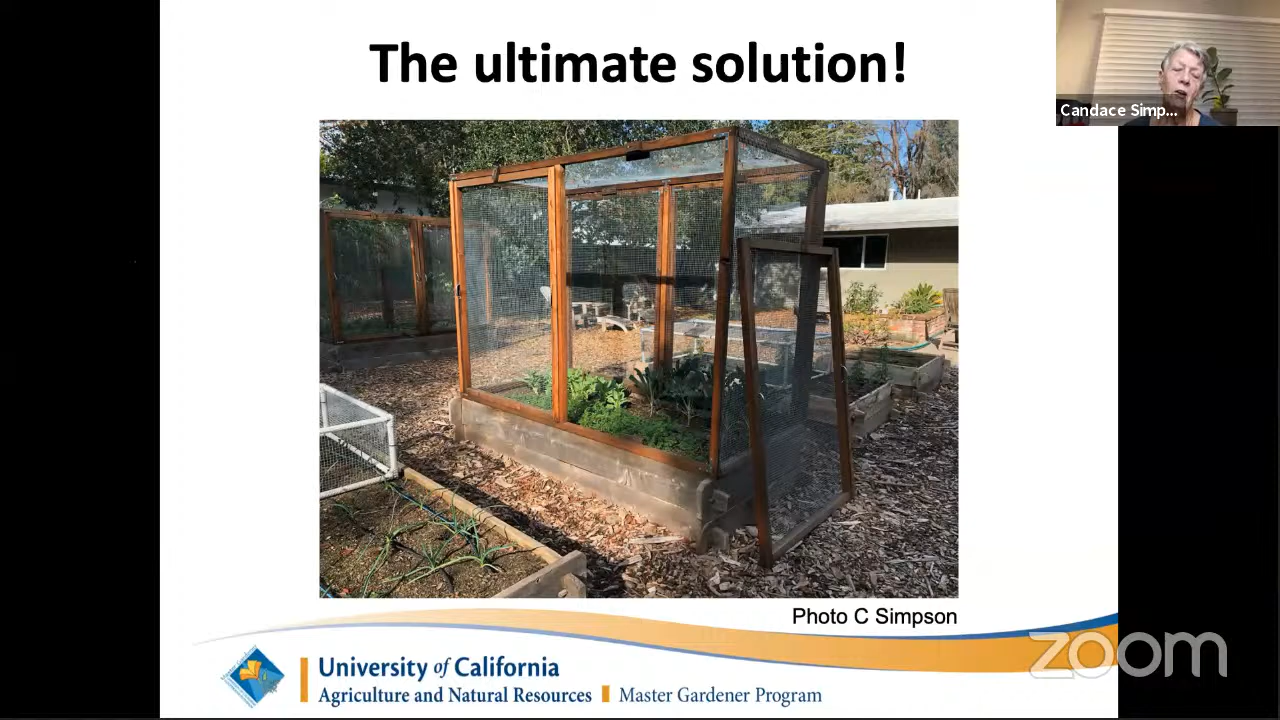 The ultimate solution!
Candace Simp...
Photo C Simpson
University of California
Agriculture and Natural Resources Master Gardener Program
zoom